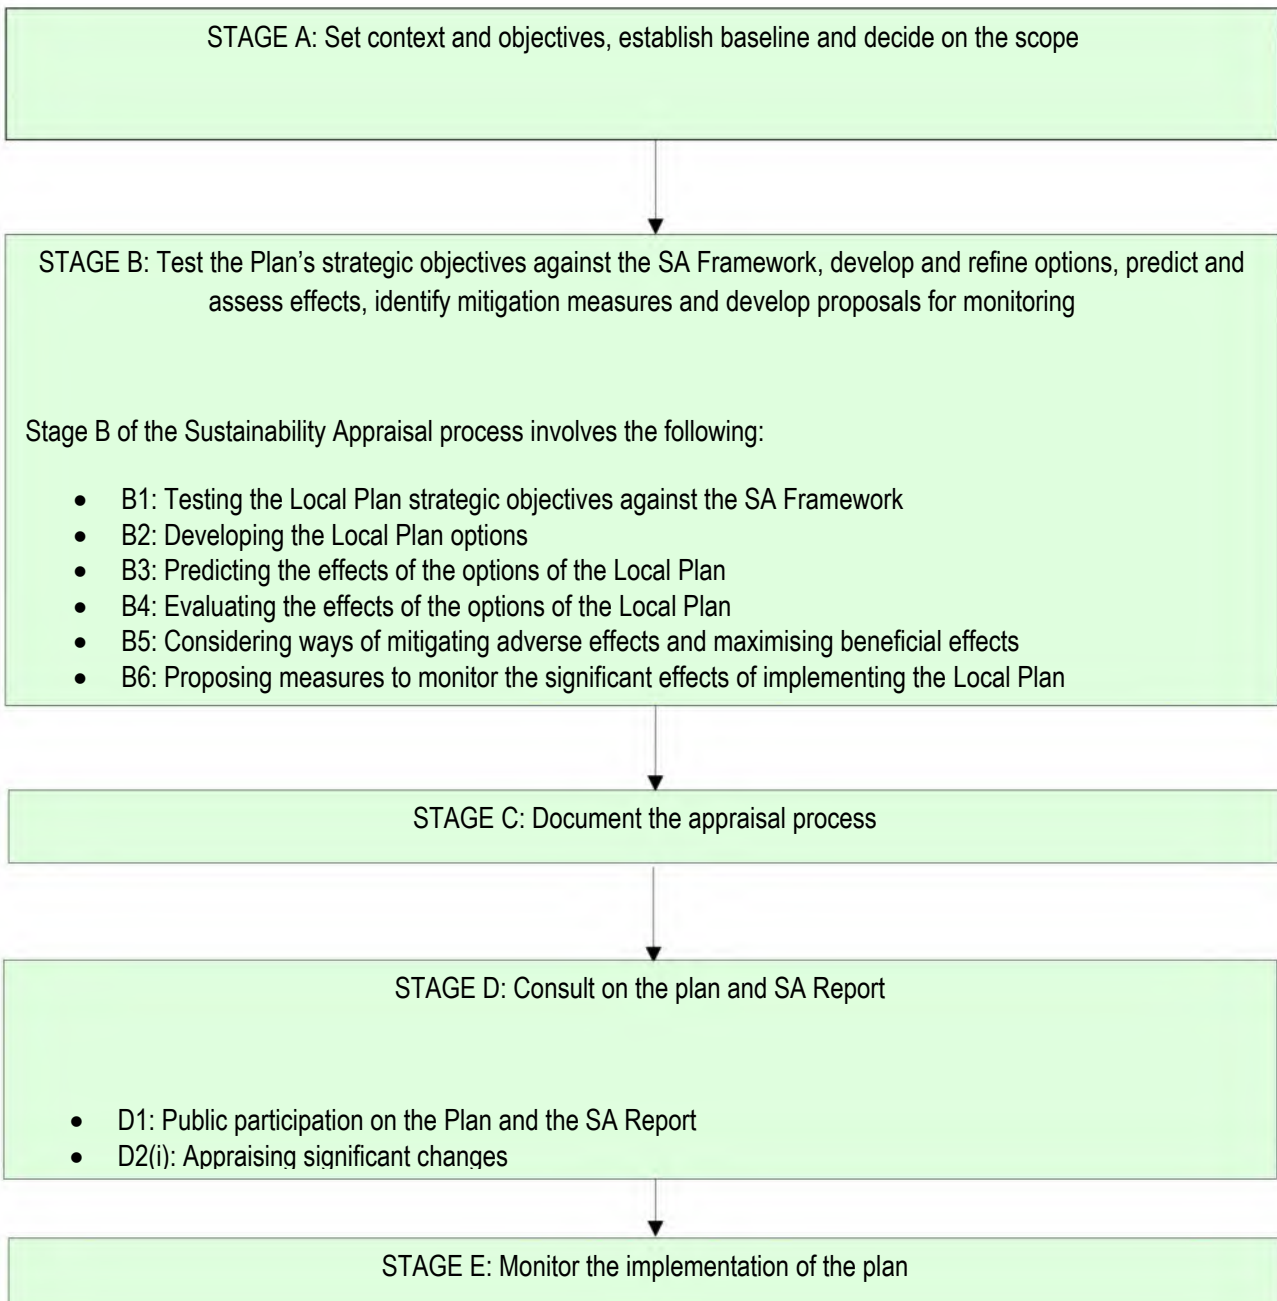 STAGE A: Set context and objectives, establish baseline and decide on the scope
STAGE B: Test the Plan’s strategic objectives against the SA Framework, develop and refine options, predict and
assess effects, identify mitigation measures and develop proposals for monitoring
Stage B of the Sustainability Appraisal process involves the following:
• B1: Testing the Local Plan strategic objectives against the SA Framework
• B2: Developing the Local Plan options
• B3: Predicting the effects of the options of the Local Plan
• B4: Evaluating the effects of the options of the Local Plan
• B5: Considering ways of mitigating adverse effects and maximising beneficial effects
• B6: Proposing measures to monitor the significant effects of implementing the Local Plan
STAGE C: Document the appraisal process
STAGE D: Consult on the plan and SA Report
• D1: Public participation on the Plan and the SA Report
• D2(i): Appraising significant changes
STAGE E: Monitor the implementation of the plan